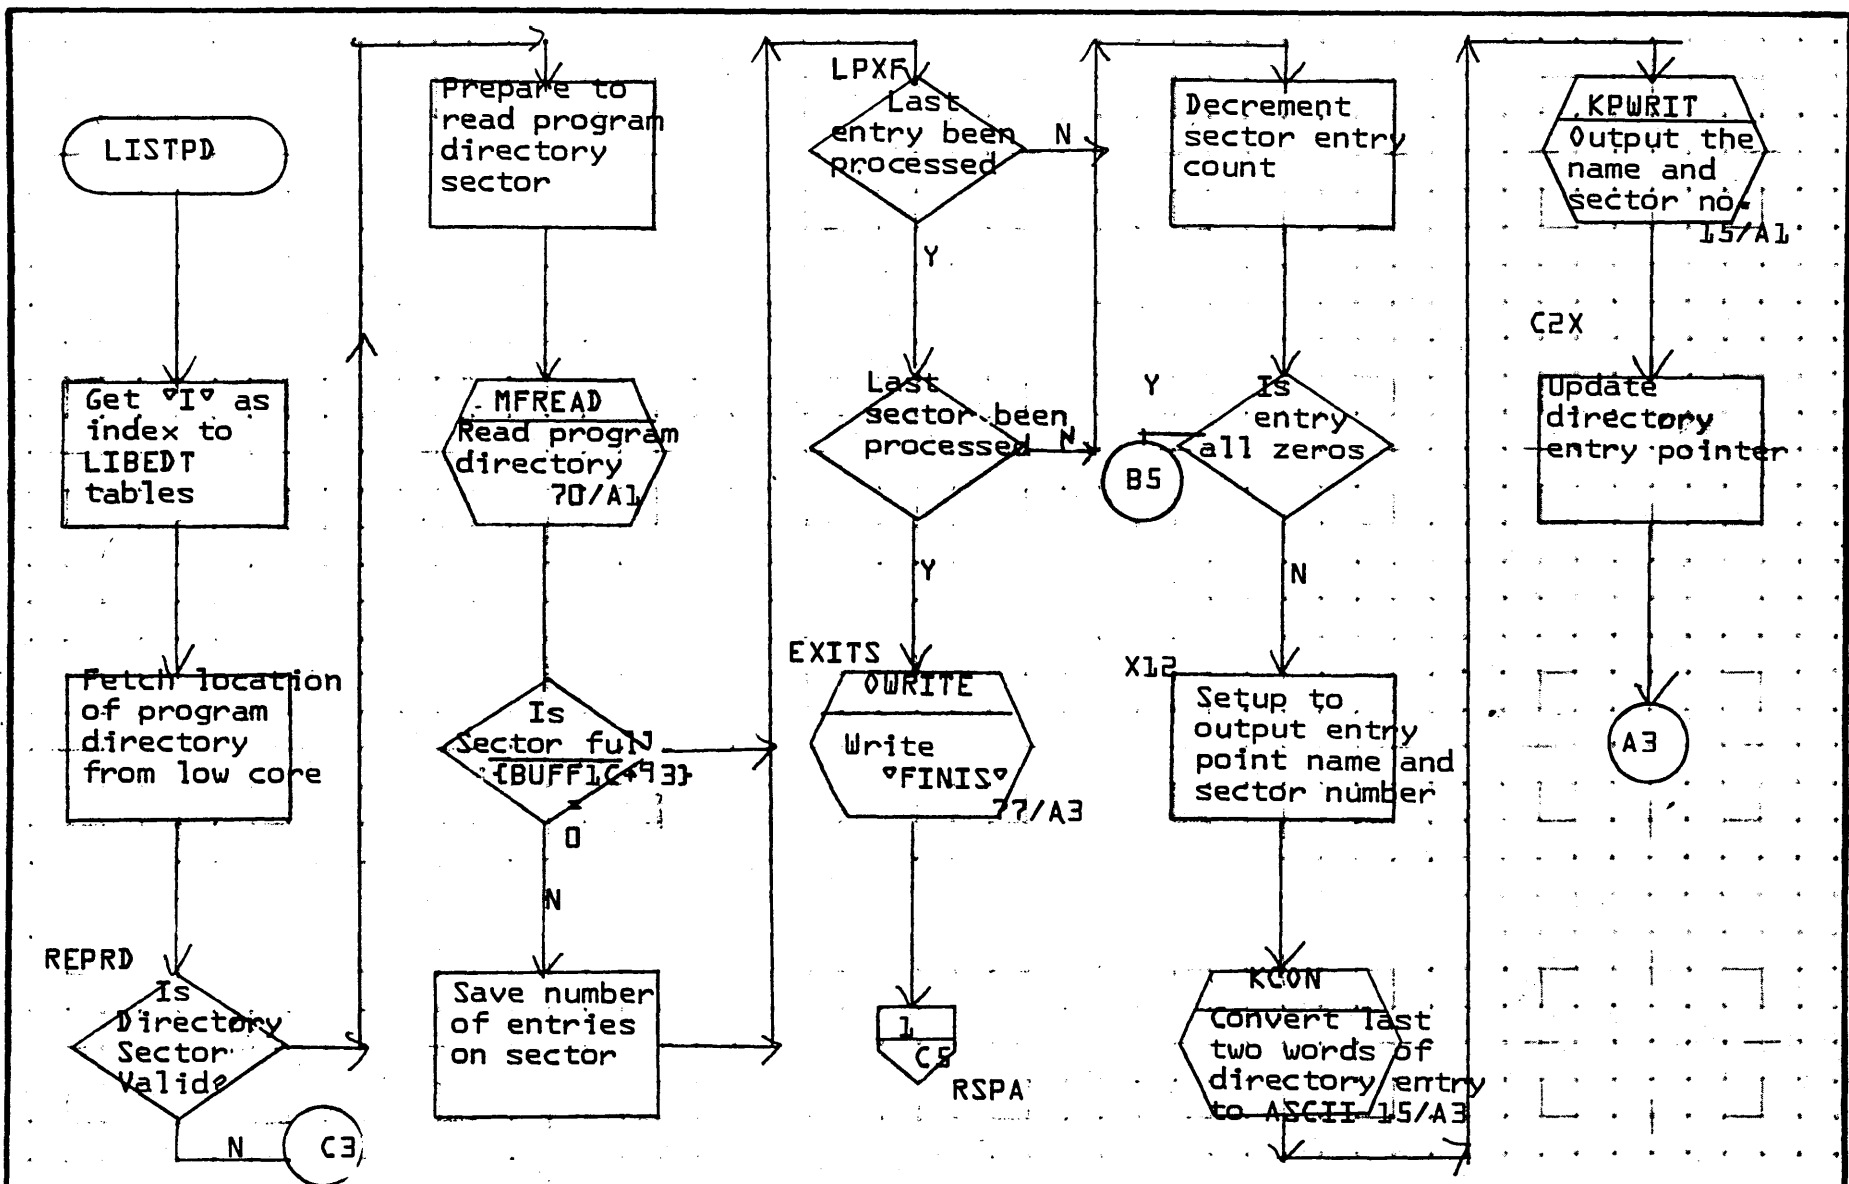 LISTPD
Get "I" as
index to
LIBEDT
tables
Fetch location
of program
directory
from low core
REPRD
Is
Directory
Sector
Valid
N
C3
Prepare to
read program
directory
sector
MFREAD
Read program
directory
70/A1
Is
Sector full
{BUFF1C+93}
=
0
N
Save number
of entries
on sector
LPXF
Last
entry been
processed
N
Y
Last
sector been
processed
N
Y
EXITS
OWRITE
Write
"FINIS"
77/A3
1
C5
RSPA
Decrement
sector entry
count
Y
Is
entry
all zeros
B5
N
X12
Setup to
output entry
point name and
sector number
KCON
Convert last
two words of
directory entry
to ASCII 15/A3
KPWRIT
Output the
name and
sector no.
15/A1
C2X
Update
directory
entry pointer
A3